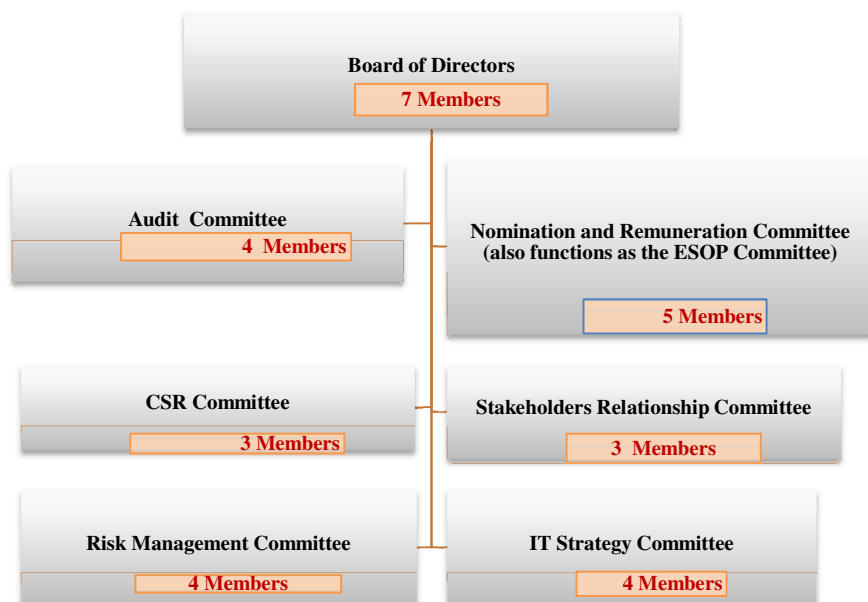 Board of Directors
7 Members
Audit Committee
4 Members
Nomination and Remuneration Committee
(also functions as the ESOP Committee)
5 Members
CSR Committee
3 Members
Stakeholders Relationship Committee
3 Members
Risk Management Committee
4 Members
IT Strategy Committee
4 Members